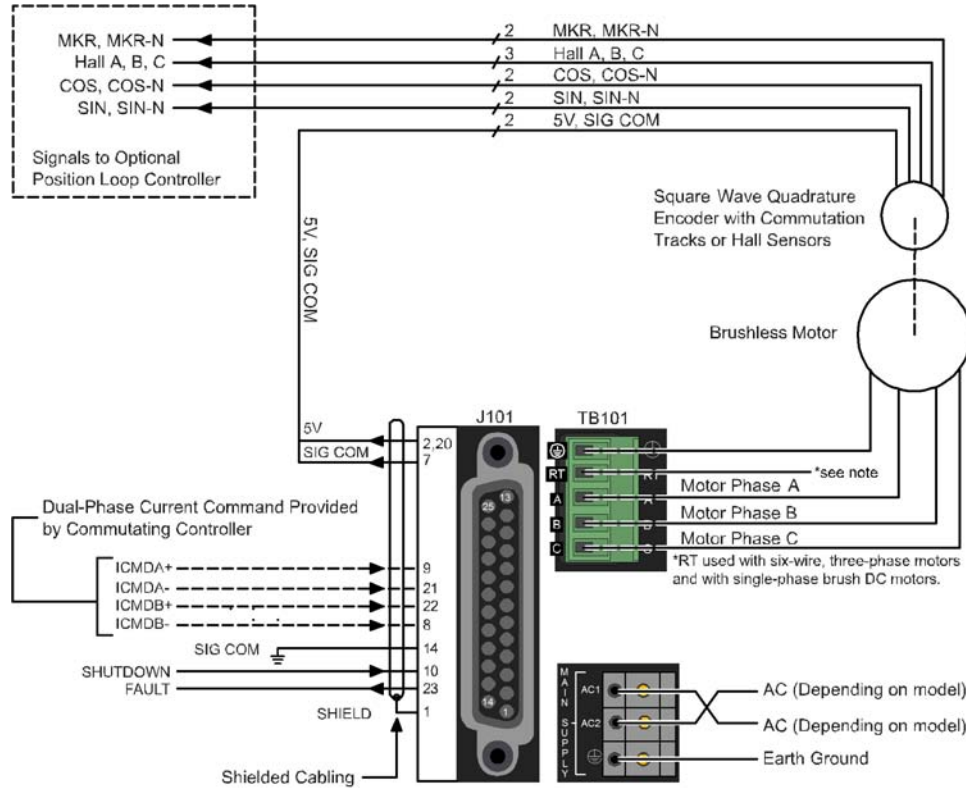 MKR, MKR-N
Hall A, B, C
COS, COS-N
SIN, SIN-N
Signals to Optional
Position Loop Controller
2 MKR, MKR-N
3 Hall A, B, C
2 COS, COS-N
2 SIN, SIN-N
2 5V, SIG COM
Square Wave Quadrature
Encoder with Commutation
Tracks or Hall Sensors
5V, SIG COM
Brushless Motor
J101
TB101
5V
2,20
SIG COM
7
RT
RT
*see note
A
Motor Phase A
A
B
Motor Phase B
B
C
Motor Phase C
C
*RT used with six-wire, three-phase motors
and with single-phase brush DC motors.
13
25
Dual-Phase Current Command Provided
by Commutating Controller
ICMDA+
9
ICMDA-
21
ICMDB+
22
ICMDB-
8
SIG COM
14
SHUTDOWN
10
FAULT
23
SHIELD
1
14
1
Shielded Cabling
MAIN SUPPLY
AC1
AC (Depending on model)
AC2
AC (Depending on model)
Earth Ground